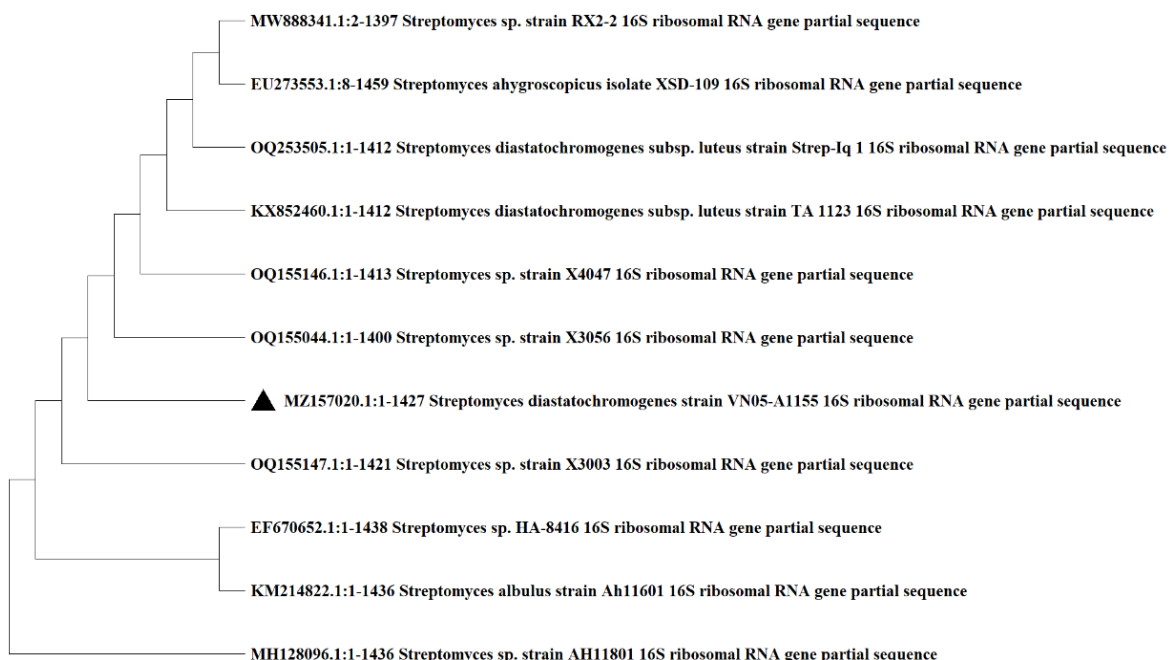 MW888341.1:2-1397 Streptomyces sp. strain RX2-2 16S ribosomal RNA gene partial sequence
EU273553.1:8-1459 Streptomyces ahygroscopicus isolate XSD-109 16S ribosomal RNA gene partial sequence
OQ253505.1:1-1412 Streptomyces diastatochromogenes subsp. luteus strain Strep-Iq 1 16S ribosomal RNA gene partial sequence
KX852460.1:1-1412 Streptomyces diastatochromogenes subsp. luteus strain TA 1123 16S ribosomal RNA gene partial sequence
OQ155146.1:1-1413 Streptomyces sp. strain X4047 16S ribosomal RNA gene partial sequence
OQ155044.1:1-1400 Streptomyces sp. strain X3056 16S ribosomal RNA gene partial sequence
MZ157020.1:1-1427 Streptomyces diastatochromogenes strain VN05-A1155 16S ribosomal RNA gene partial sequence
OQ155147.1:1-1421 Streptomyces sp. strain X3003 16S ribosomal RNA gene partial sequence
EF670652.1:1-1438 Streptomyces sp. HA-8416 16S ribosomal RNA gene partial sequence
KM214822.1:1-1436 Streptomyces albulus strain Ah11601 16S ribosomal RNA gene partial sequence
MH128096.1:1-1436 Streptomyces sp. strain AH11801 16S ribosomal RNA gene partial sequence